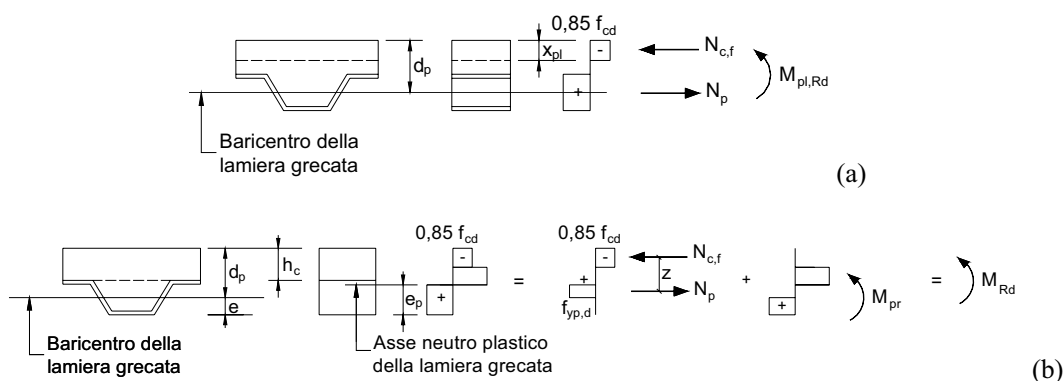 0,85 f_cd
x_pl
d_p
-
+
N_c,f
N_p
M_pl,Rd
Baricentro della
lamiera grecata
(a)
0,85 f_cd
0,85 f_cd
d_p
h_c
e
e_p
-
+
=
-
+
f_yp,d
z
N_c,f
N_p
+
+
M_pr
=
M_Rd
Baricentro della
lamiera grecata
Asse neutro plastico
della lamiera grecata
(b)